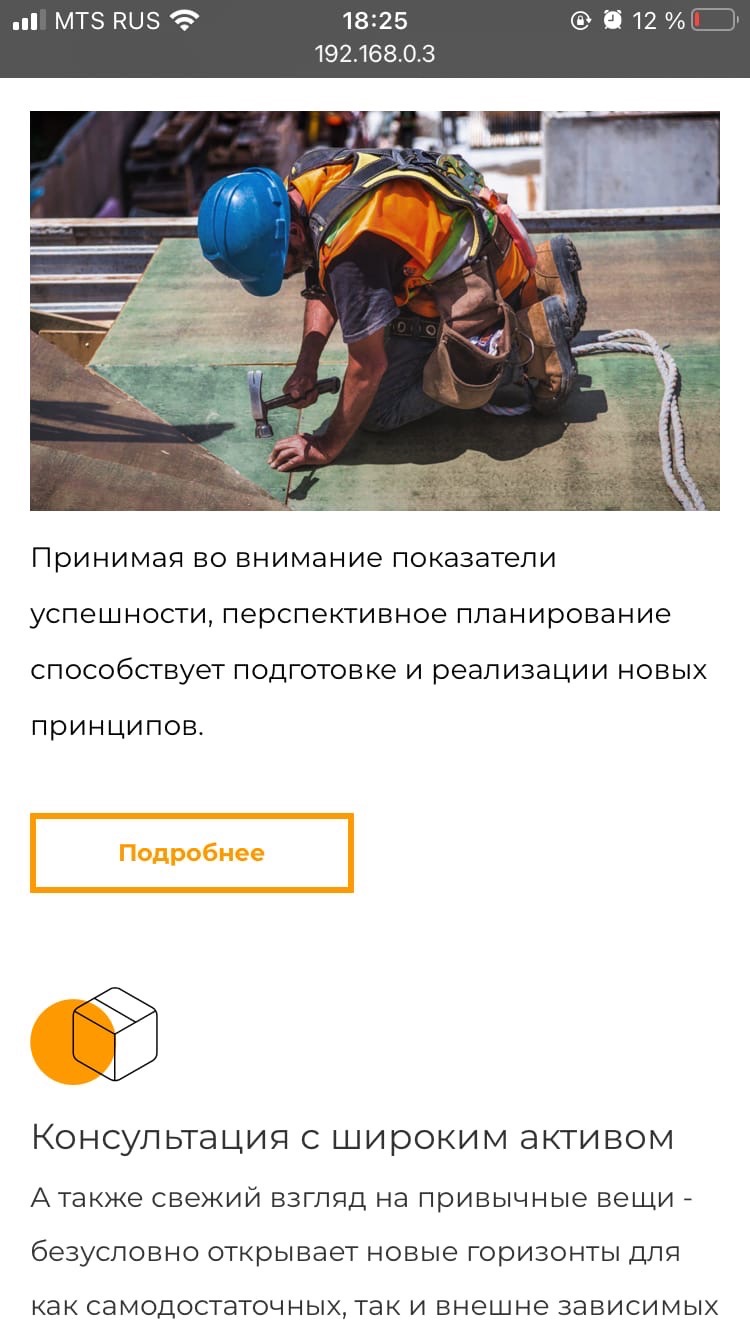 MTS RUS 18:25 12 %
192.168.0.3
Принимая во внимание показатели
успешности, перспективное планирование
способствует подготовке и реализации новых
принципов.
Подробнее
Консультация с широким активом
А также свежий взгляд на привычные вещи -
безусловно открывает новые горизонты для
как самодостаточных, так и внешне зависимых